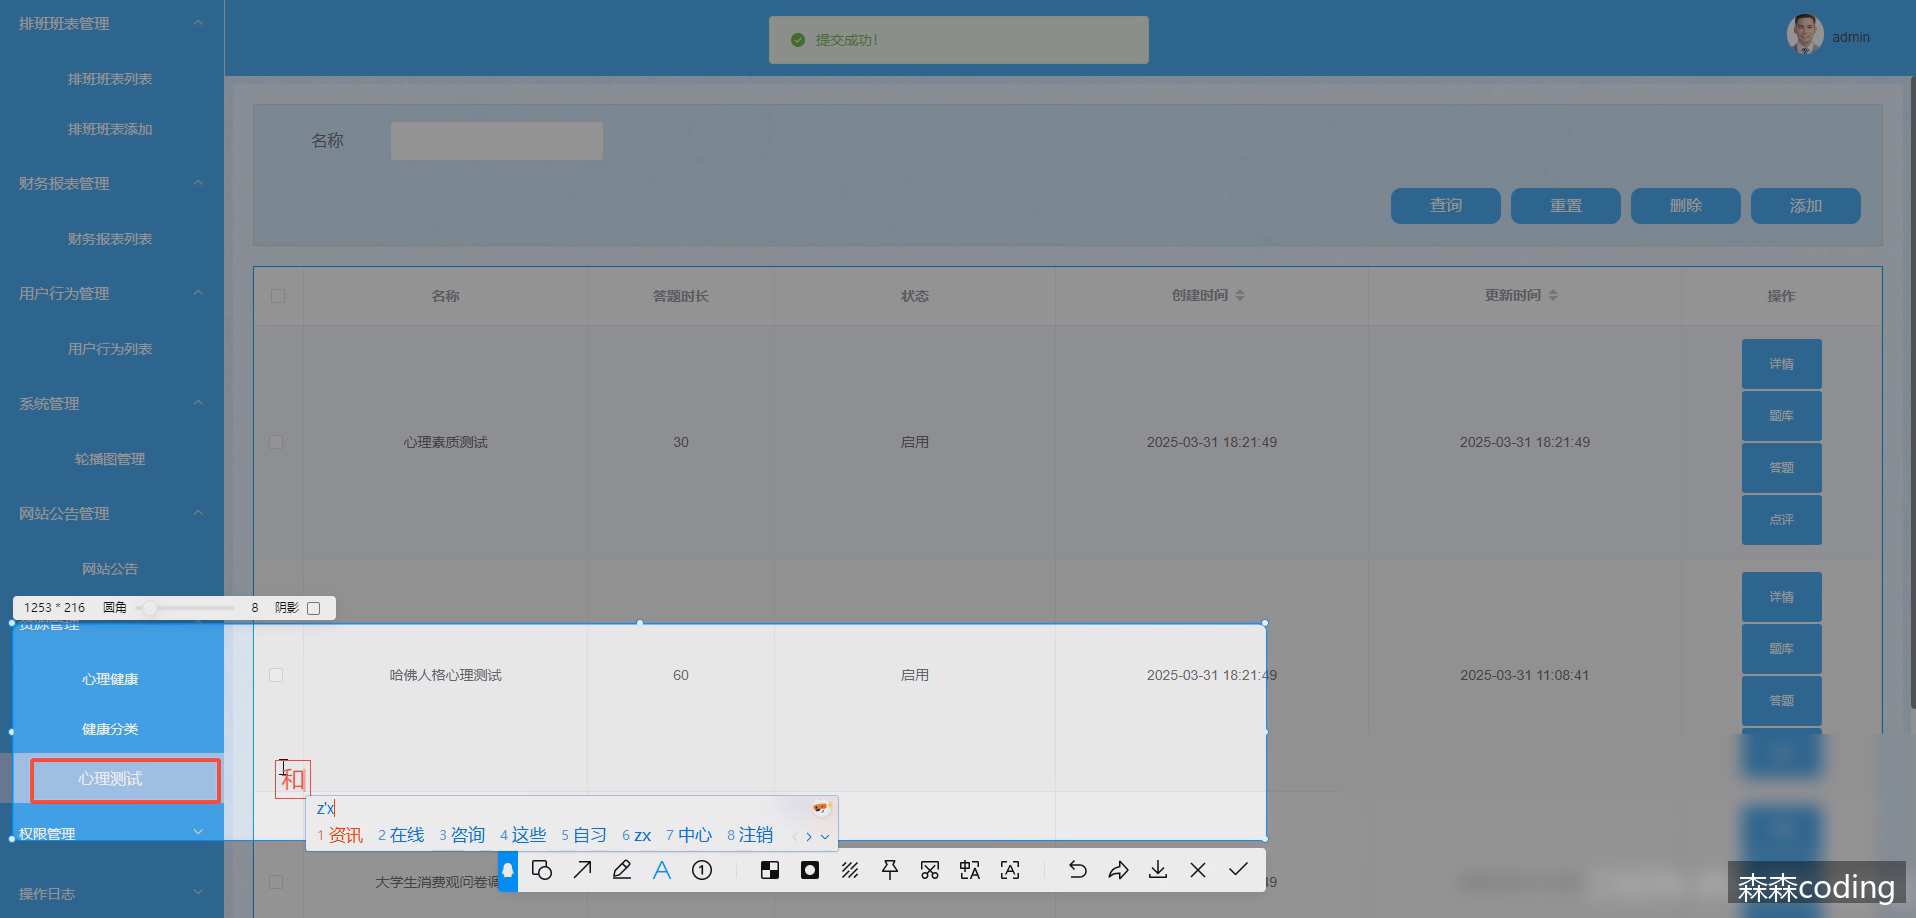 排班班表管理
排班班表列表
排班班表添加
财务报表管理
财务报表列表
用户行为管理
用户行为列表
系统管理
轮播图管理
网站公告管理
网站公告
1253 * 216 圆角 8 阴影
资源管理
心理健康
健康分类
心理测试
权限管理
操作日志
提交成功!
admin
名称
查询 重置 删除 添加
名称 答题时长 状态 创建时间 更新时间 操作
心理素质测试 30 启用 2025-03-31 18:21:49 2025-03-31 18:21:49
详情
题库
答题
点评
哈佛人格心理测试 60 启用 2025-03-31 18:21:49 2025-03-31 11:08:41
详情
题库
答题
和
z'x
1 资讯 2 在线 3 咨询 4 这些 5 自习 6 zx 7 中心 8 注销
大学生消费观问卷调
49
森森coding